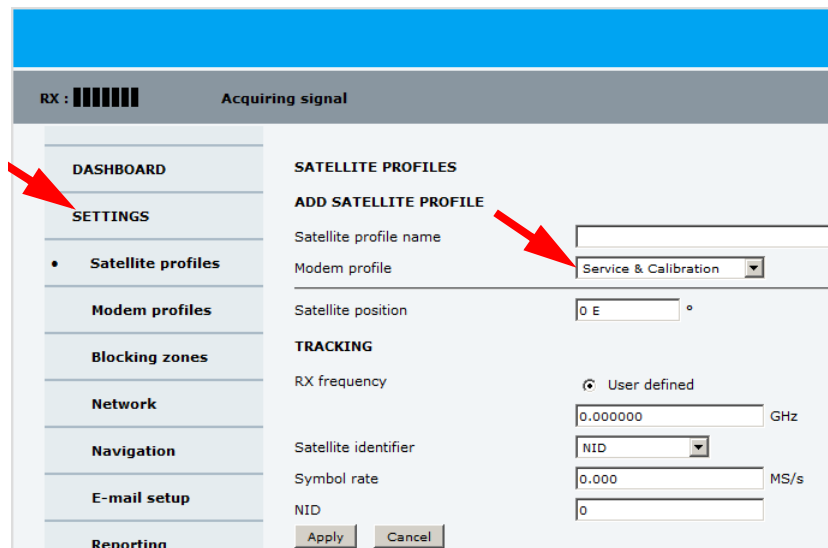 RX :
Acquiring signal
DASHBOARD
SETTINGS
• Satellite profiles
Modem profiles
Blocking zones
Network
Navigation
E-mail setup
Reporting
SATELLITE PROFILES
ADD SATELLITE PROFILE
Satellite profile name
Modem profile Service & Calibration
Satellite position 0 E °
TRACKING
RX frequency User defined
0.000000 GHz
Satellite identifier NID
Symbol rate 0.000 MS/s
NID 0
Apply Cancel